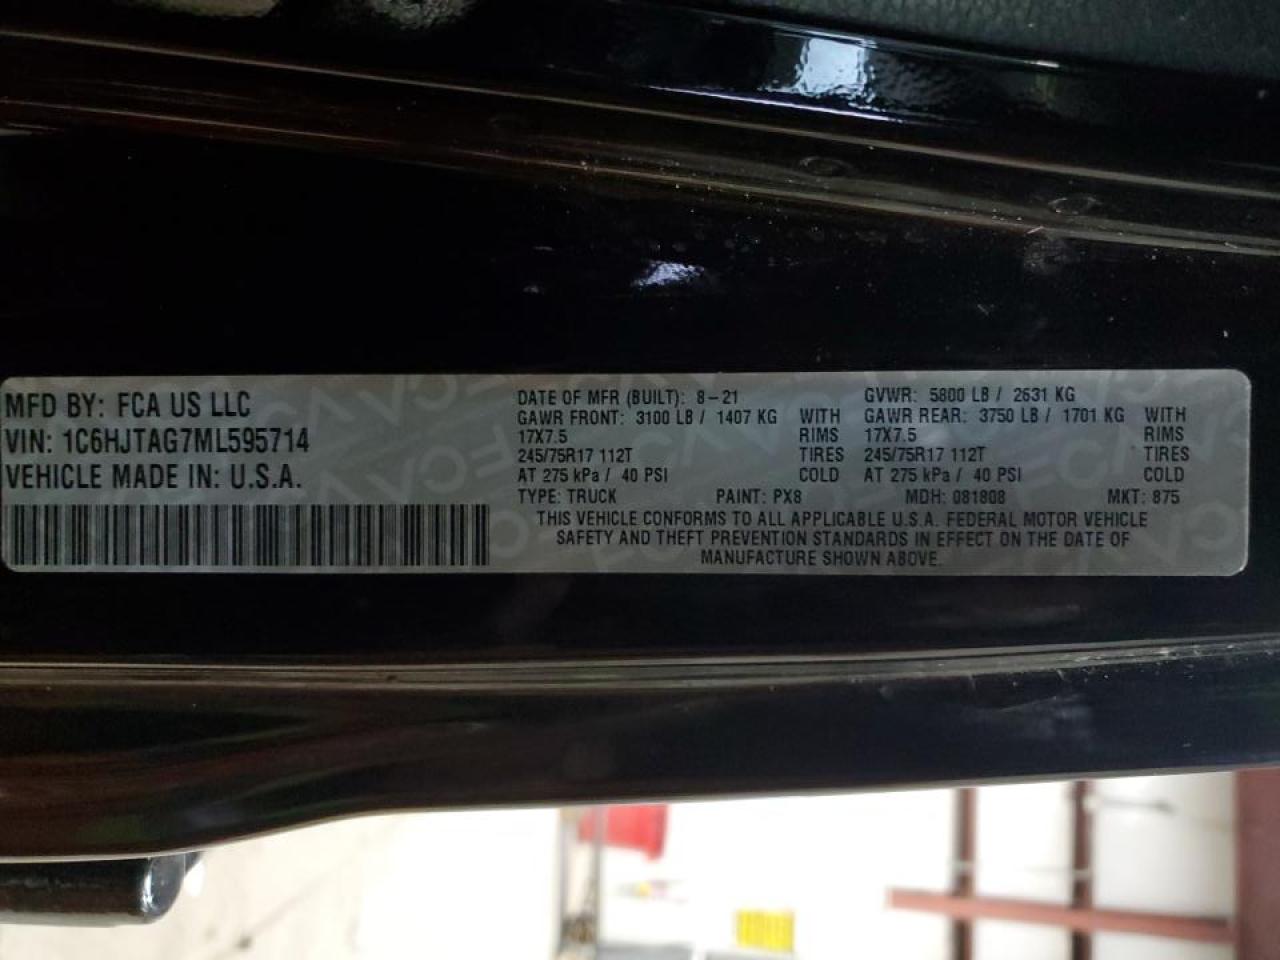 MFD BY: FCA US LLC
VIN: 1C6HJTAG7ML595714
VEHICLE MADE IN: U.S.A.
DATE OF MFR (BUILT): 8-21 GVWR: 5800 LB / 2631 KG
GAWR FRONT: 3100 LB / 1407 KG WITH GAWR REAR: 3750 LB / 1701 KG WITH
17X7.5 RIMS 17X7.5 RIMS
245/75R17 112T TIRES 245/75R17 112T TIRES
AT 275 kPa / 40 PSI COLD AT 275 kPa / 40 PSI COLD
TYPE: TRUCK PAINT: PX8 MDH: 081808 MKT: 875
THIS VEHICLE CONFORMS TO ALL APPLICABLE U.S.A. FEDERAL MOTOR VEHICLE
SAFETY AND THEFT PREVENTION STANDARDS IN EFFECT ON THE DATE OF
MANUFACTURE SHOWN ABOVE.